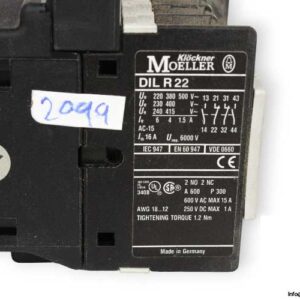 Klöckner
MOELLER
DIL R22
2099
Ue 220 380 500 V~ 13 21 31 43
Ue 230 400 V~
Ue 240 415 V~
Ie 6 4 1.5 A
AC-15 14 22 32 44
Ith 16 A Uimp 6000 V
IEC 947 EN 60 947 VDE 0660
2 NO 2 NC
A 600 P 300
600 V AC MAX 15 A
AWG 18..12 250 V DC MAX 1 A
TIGHTENING TORQUE 1.2 Nm
Made in Germany